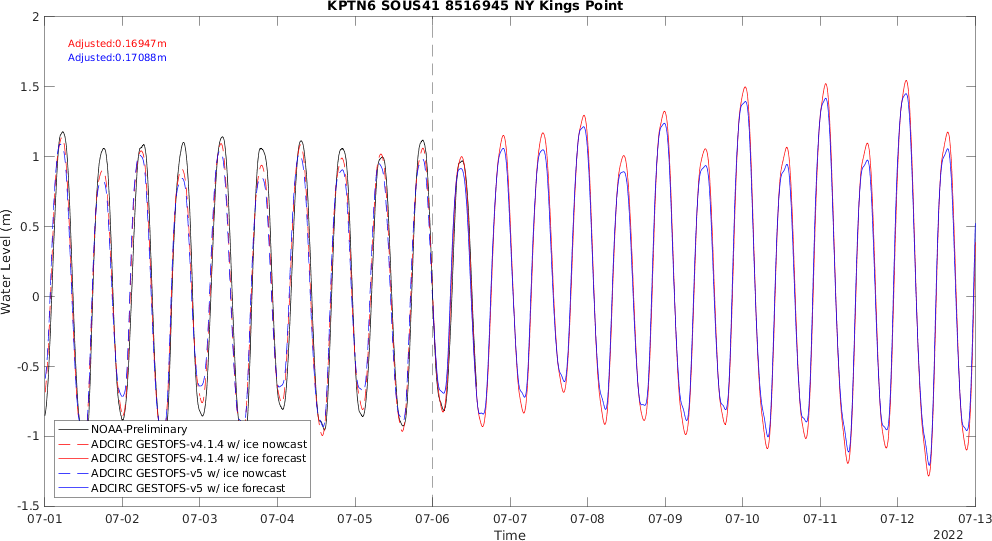 KPTN6 SOUS41 8516945 NY Kings Point
Adjusted:0.16947m
Adjusted:0.17088m
2
1.5
1
0.5
0
-0.5
-1
-1.5
Water Level (m)
NOAA-Preliminary
ADCIRC GESTOFS-v4.1.4 w/ ice nowcast
ADCIRC GESTOFS-v4.1.4 w/ ice forecast
ADCIRC GESTOFS-v5 w/ ice nowcast
ADCIRC GESTOFS-v5 w/ ice forecast
07-01 07-02 07-03 07-04 07-05 07-06 07-07 07-08 07-09 07-10 07-11 07-12 07-13
Time
2022